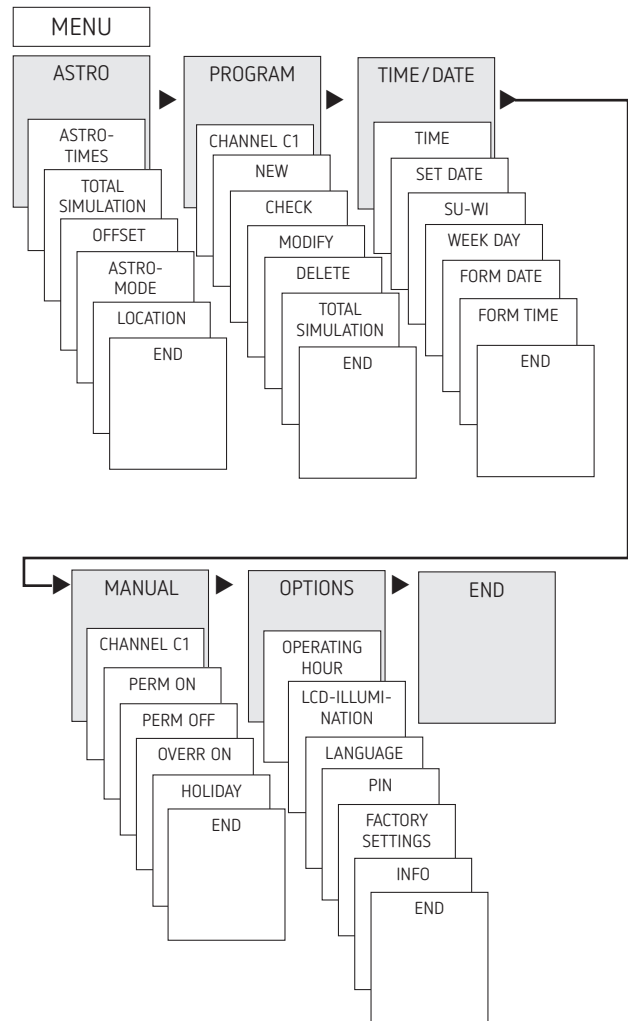 MENU
ASTRO
ASTRO-
TIMES
TOTAL
SIMULATION
OFFSET
ASTRO-
MODE
LOCATION
END
PROGRAM
CHANNEL C1
NEW
CHECK
MODIFY
DELETE
TOTAL
SIMULATION
END
TIME/DATE
TIME
SET DATE
SU-WI
WEEK DAY
FORM DATE
FORM TIME
END
MANUAL
CHANNEL C1
PERM ON
PERM OFF
OVERR ON
HOLIDAY
END
OPTIONS
OPERATING
HOUR
LCD-ILLUMI-
NATION
LANGUAGE
PIN
FACTORY
SETTINGS
INFO
END
END